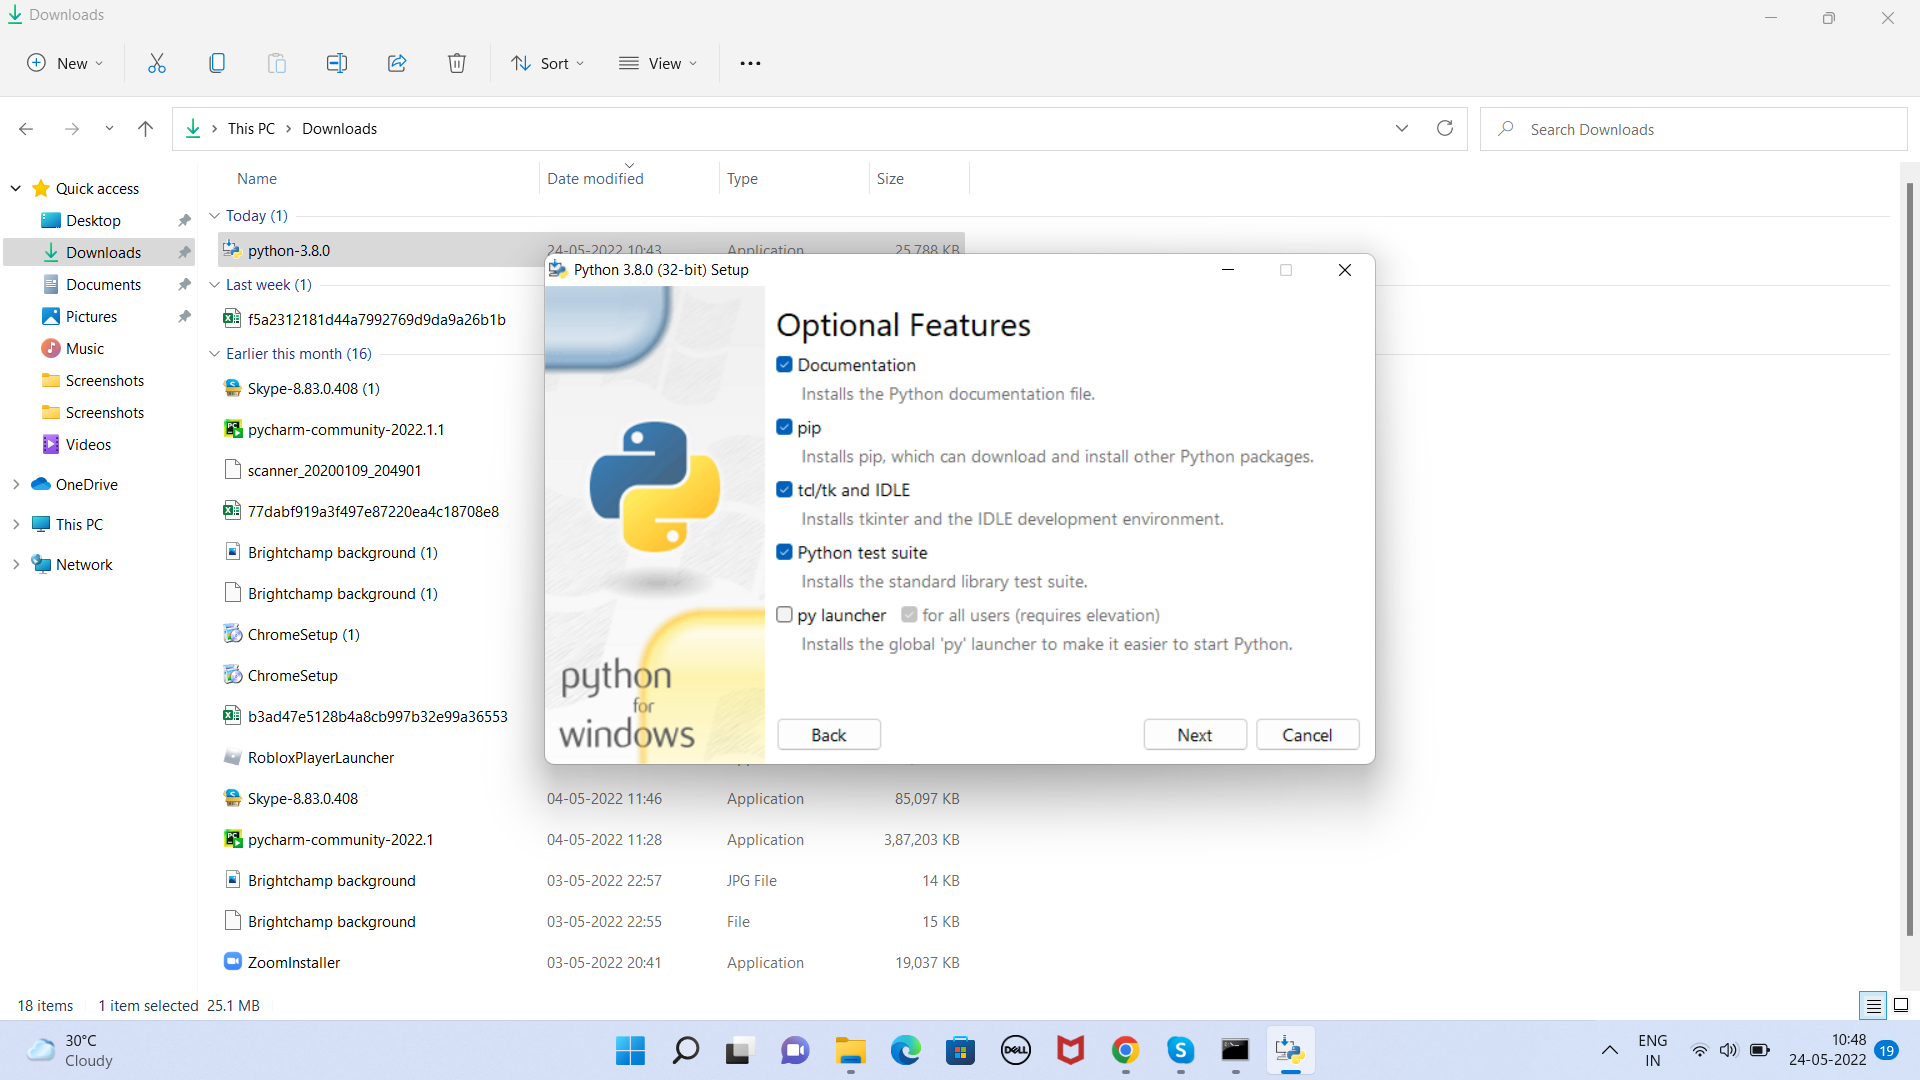 Downloads
New
Sort
View
This PC
Downloads
Search Downloads
Name
Date modified
Type
Size
Quick access
Desktop
Downloads
Documents
Pictures
Music
Screenshots
Screenshots
Videos
OneDrive
This PC
Network
Today (1)
python-3.8.0 24-05-2022 10:43 Application 25,788 KB
Last week (1)
f5a2312181d44a7992769d9da9a26b1b
Earlier this month (16)
Skype-8.83.0.408 (1)
pycharm-community-2022.1.1
scanner_20200109_204901
77dabf919a3f497e87220ea4c18708e8
Brightchamp background (1)
Brightchamp background (1)
ChromeSetup (1)
ChromeSetup
b3ad47e5128b4a8cb997b32e99a36553
RobloxPlayerLauncher
Skype-8.83.0.408 04-05-2022 11:46 Application 85,097 KB
pycharm-community-2022.1 04-05-2022 11:28 Application 3,87,203 KB
Brightchamp background 03-05-2022 22:57 JPG File 14 KB
Brightchamp background 03-05-2022 22:55 File 15 KB
ZoomInstaller 03-05-2022 20:41 Application 19,037 KB
Python 3.8.0 (32-bit) Setup
Optional Features
Documentation
Installs the Python documentation file.
pip
Installs pip, which can download and install other Python packages.
tcl/tk and IDLE
Installs tkinter and the IDLE development environment.
Python test suite
Installs the standard library test suite.
py launcher for all users (requires elevation)
Installs the global 'py' launcher to make it easier to start Python.
python
for
windows
Back
Next
Cancel
18 items 1 item selected 25.1 MB
30°C
Cloudy
DELL
ENG
IN
10:48
24-05-2022
19